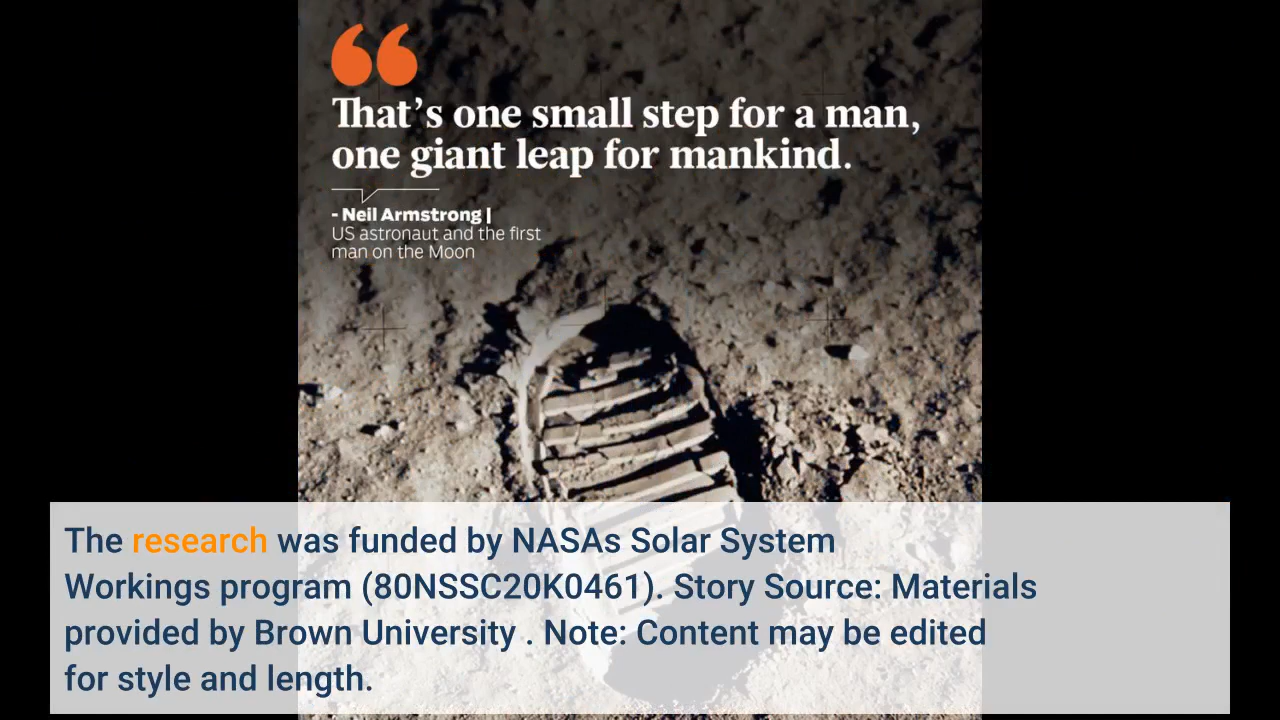 “
That’s one small step for a man,
one giant leap for mankind.
- Neil Armstrong |
US astronaut and the first
man on the Moon
The research was funded by NASAs Solar System
Workings program (80NSSC20K0461). Story Source: Materials
provided by Brown University . Note: Content may be edited
for style and length.